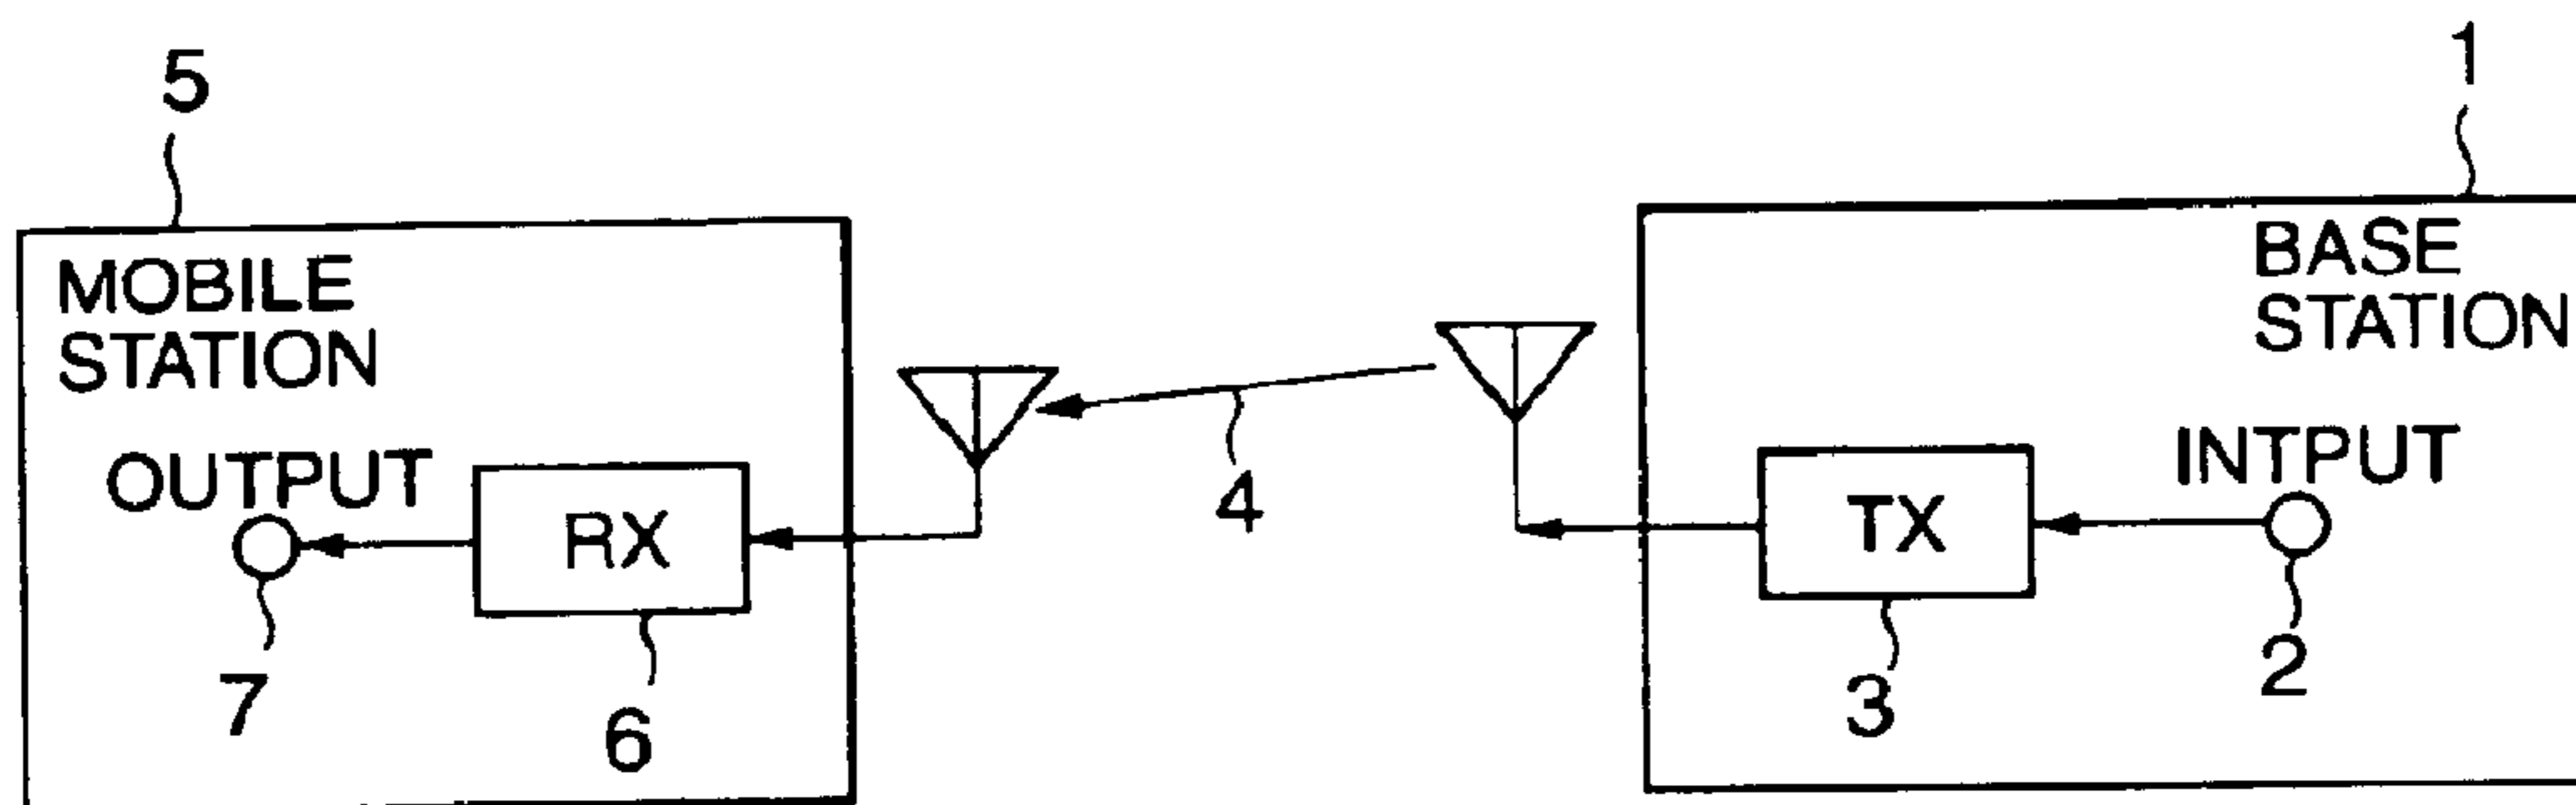 5
1
MOBILE
STATION
BASE
STATION
OUTPUT
RX
4
TX
INTPUT
7
6
3
2